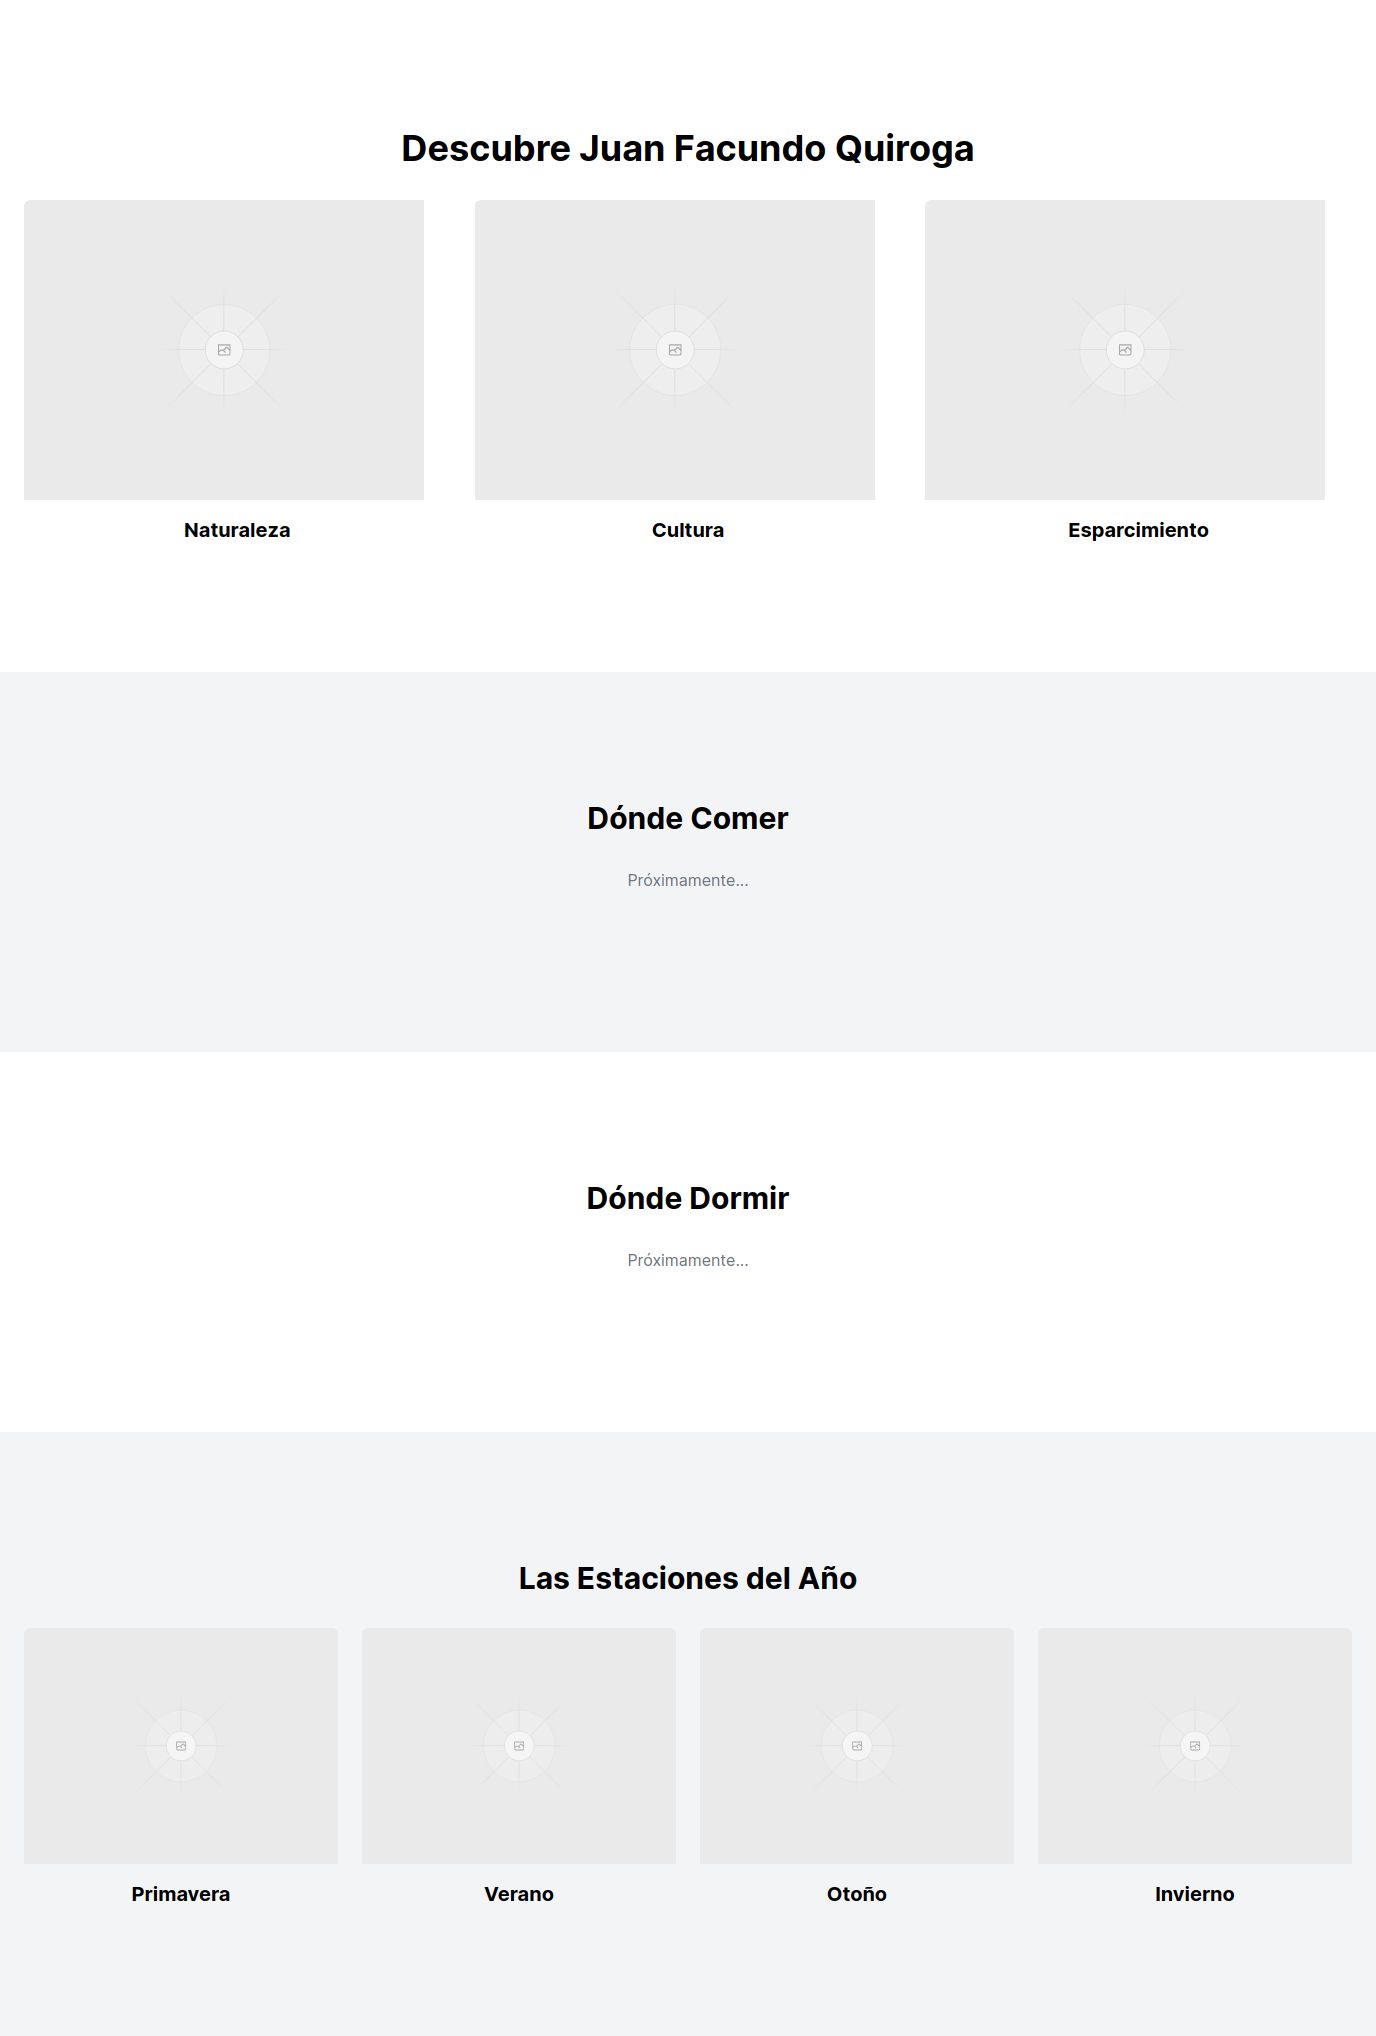 Descubre Juan Facundo Quiroga
Naturaleza
Cultura
Esparcimiento
Dónde Comer
Próximamente...
Dónde Dormir
Próximamente...
Las Estaciones del Año
Primavera
Verano
Otoño
Invierno